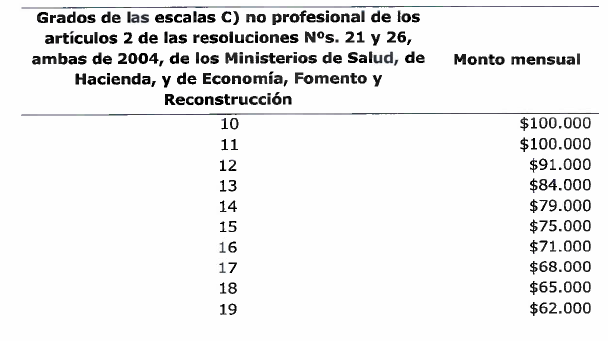 Grados de las escalas C) no profesional de los
artículos 2 de las resoluciones Nºs. 21 y 26,
ambas de 2004, de los Ministerios de Salud, de
Hacienda, y de Economía, Fomento y
Reconstrucción
Monto mensual
10 $100.000
11 $100.000
12 $91.000
13 $84.000
14 $79.000
15 $75.000
16 $71.000
17 $68.000
18 $65.000
19 $62.000